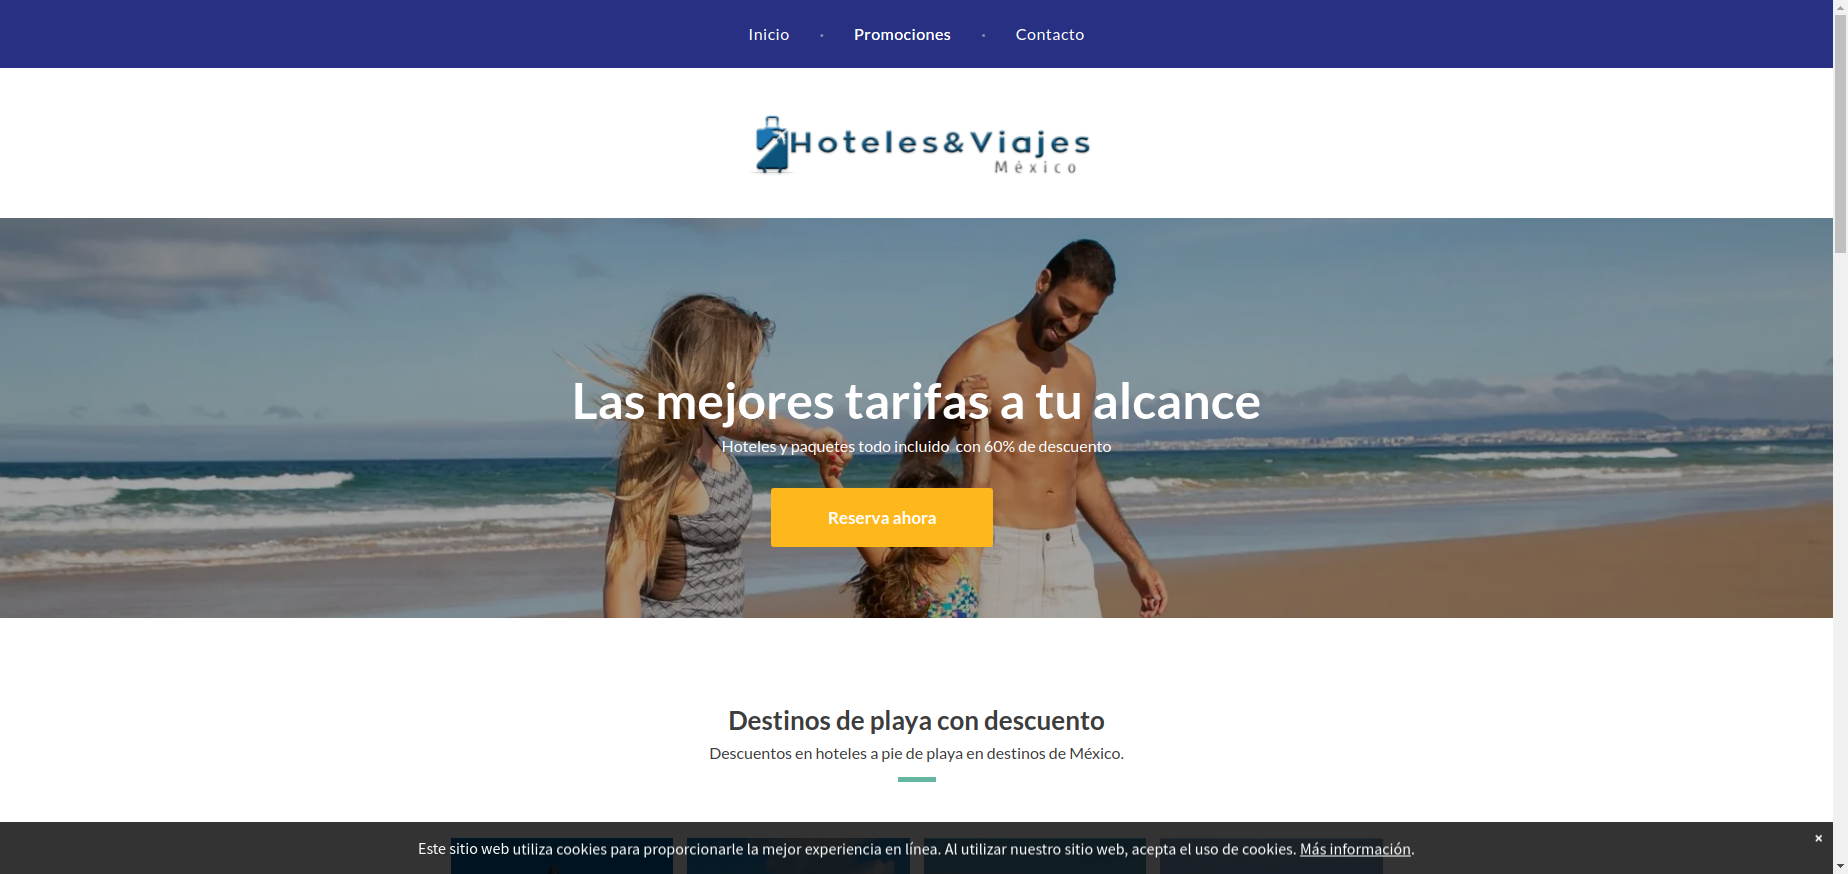 Inicio • Promociones • Contacto
Hoteles&Viajes
México
Las mejores tarifas a tu alcance
Hoteles y paquetes todo incluido con 60% de descuento
Reserva ahora
Destinos de playa con descuento
Descuentos en hoteles a pie de playa en destinos de México.
Este sitio web utiliza cookies para proporcionarle la mejor experiencia en línea. Al utilizar nuestro sitio web, acepta el uso de cookies. Más información.
×